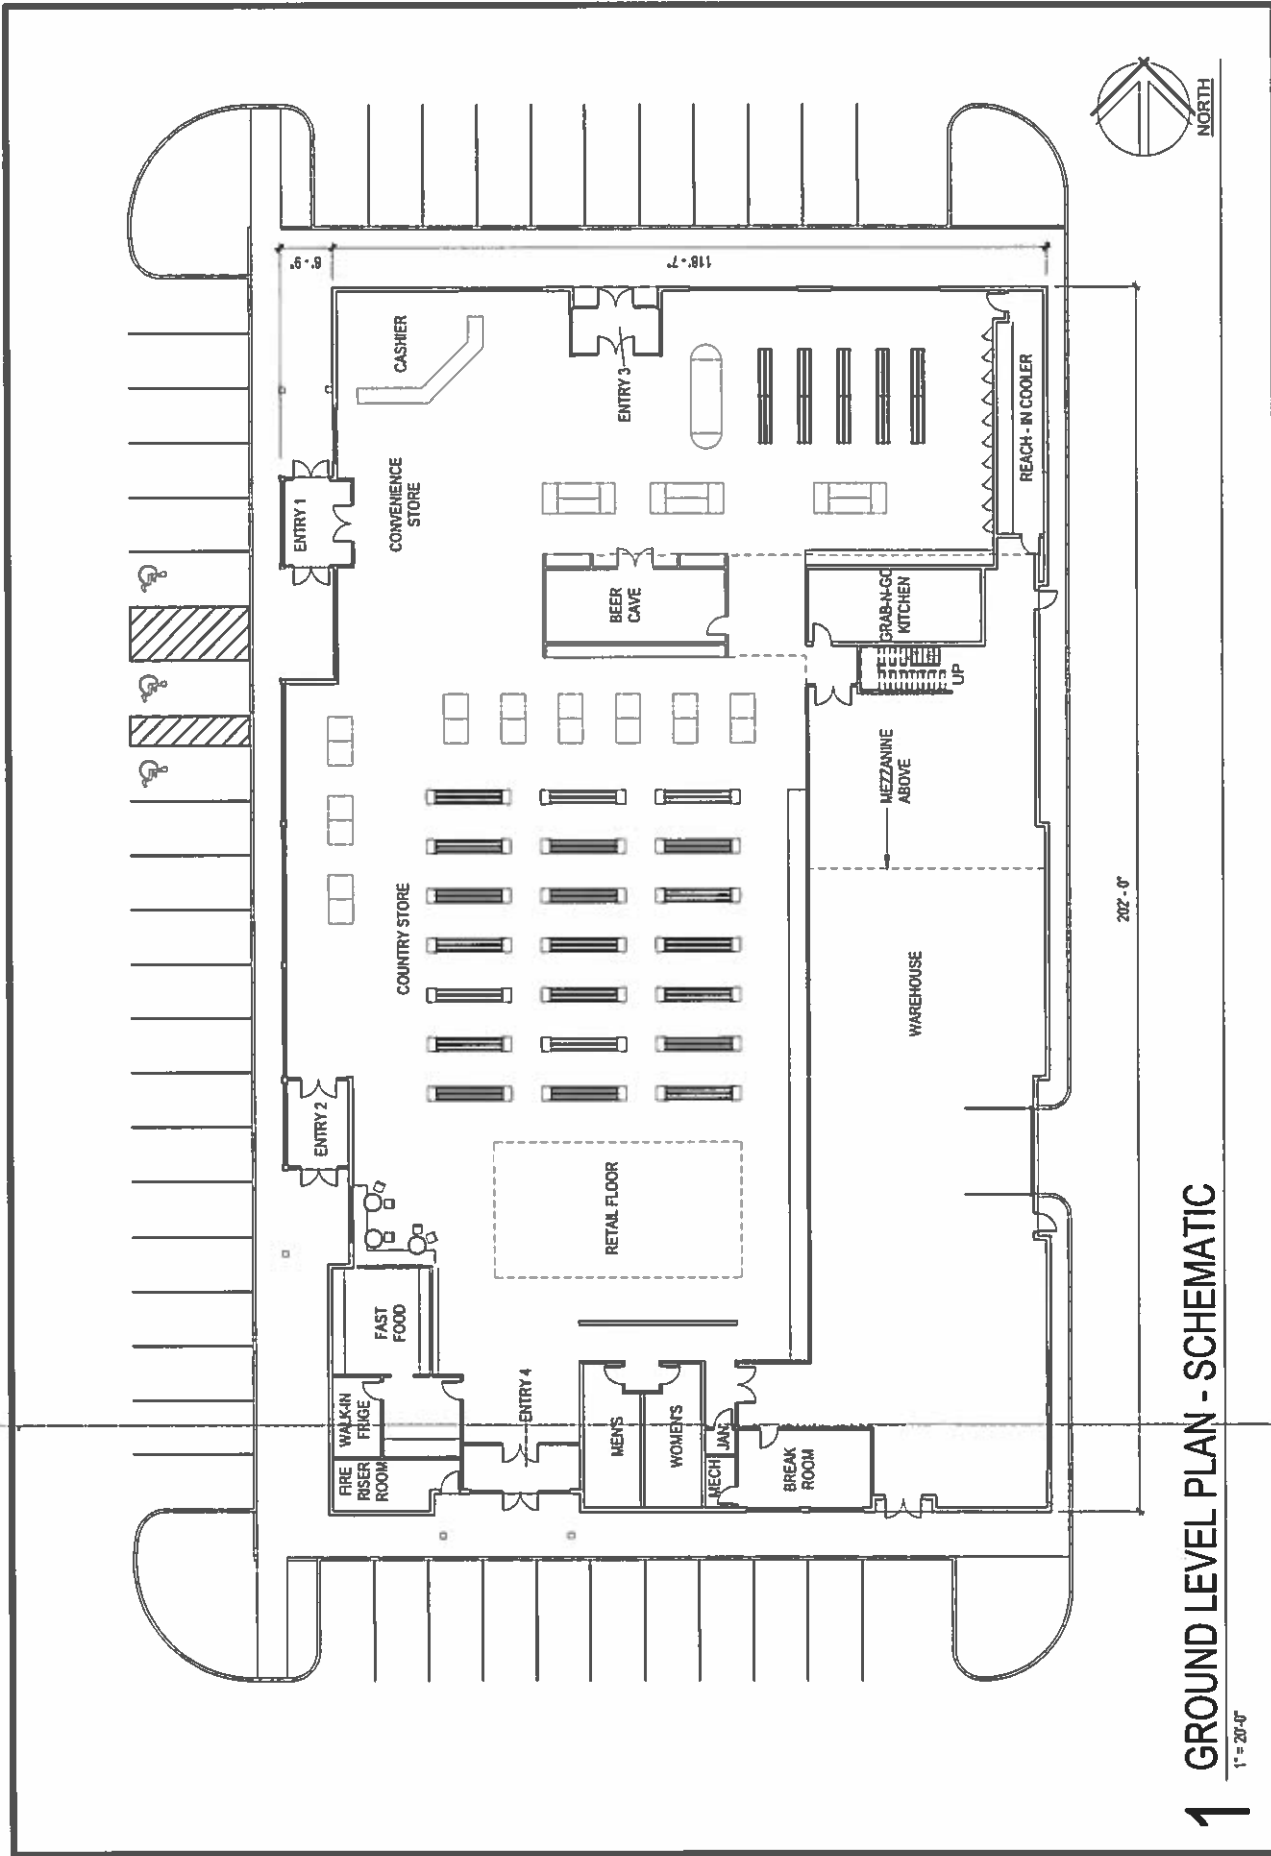 NORTH
8'-9"
118'-7"
202'-0"
CASHIER
ENTRY 3
ENTRY 1
CONVENIENCE
STORE
REACH - IN COOLER
BEER
CAVE
GRAB-N-GO
KITCHEN
UP
MEZZANINE
ABOVE
COUNTRY STORE
WAREHOUSE
ENTRY 2
RETAIL FLOOR
FAST
FOOD
ENTRY 4
WALK-IN
FRIGE
FIRE
RISER
ROOM
MEN'S
WOMEN'S
JAN.
MECH
BREAK
ROOM
1 GROUND LEVEL PLAN - SCHEMATIC
1" = 20'-0"